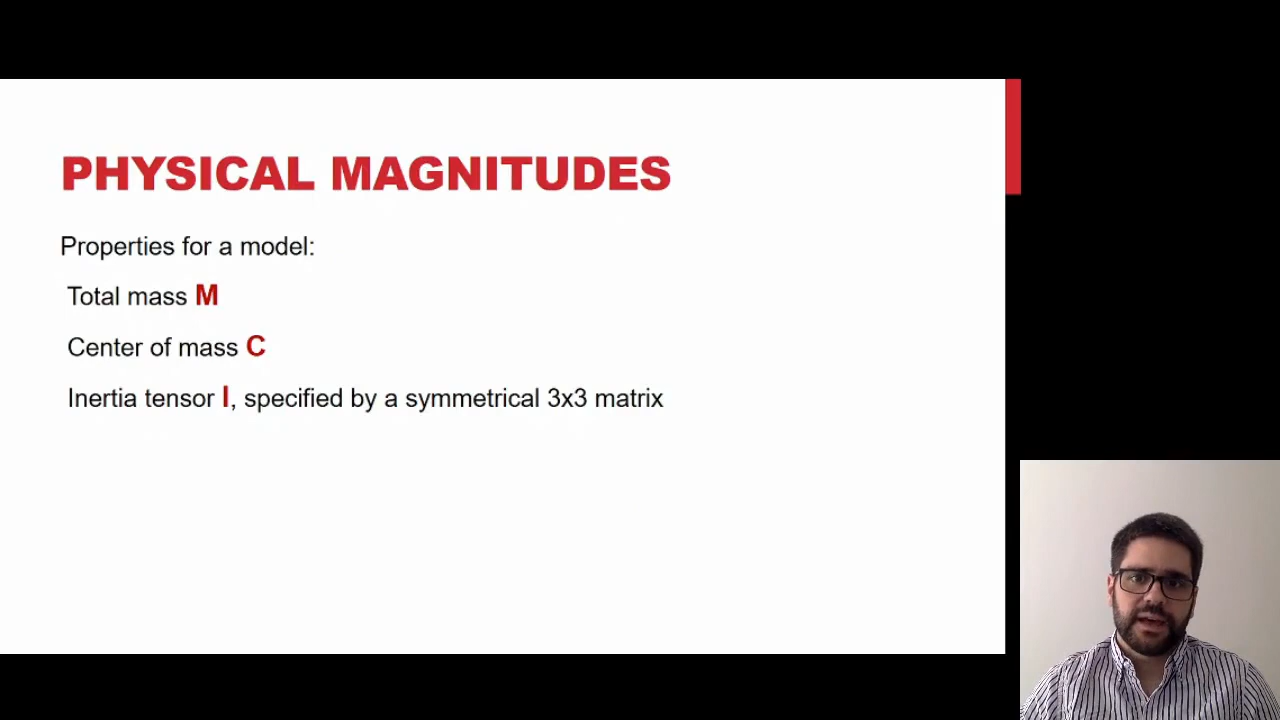 PHYSICAL MAGNITUDES
Properties for a model:
Total mass M
Center of mass C
Inertia tensor I, specified by a symmetrical 3x3 matrix